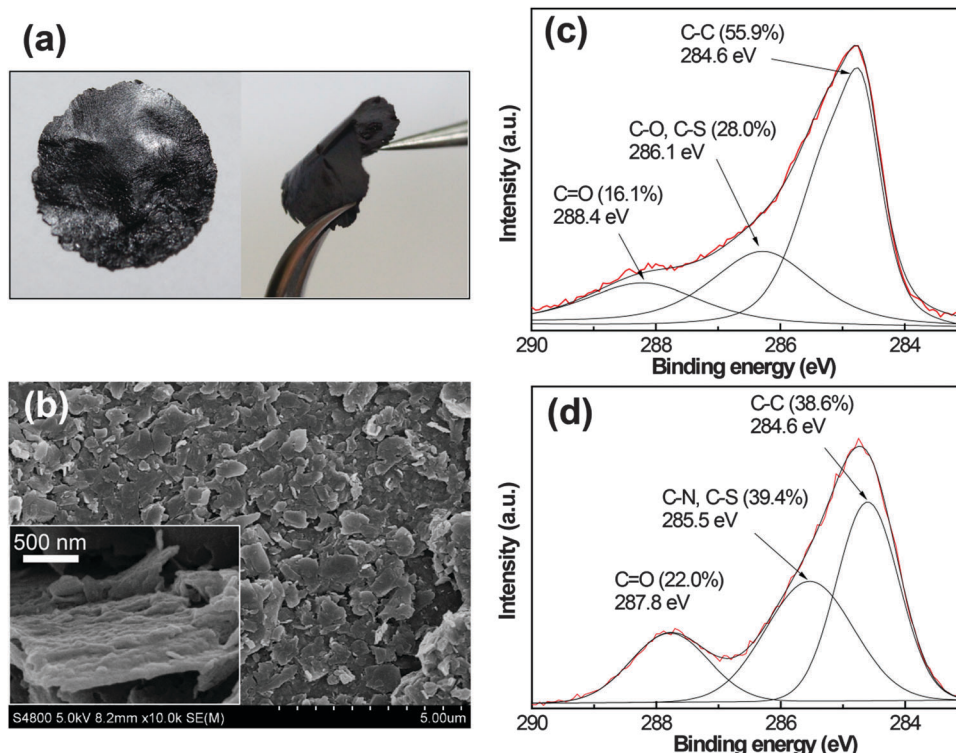 (a)
(b)
500 nm
S4800 5.0kV 8.2mm x10.0k SE(M)
5.00um
(c)
C-C (55.9%)
284.6 eV
C-O, C-S (28.0%)
286.1 eV
C=O (16.1%)
288.4 eV
Intensity (a.u.)
290
288
286
284
Binding energy (eV)
(d)
C-C (38.6%)
284.6 eV
C-N, C-S (39.4%)
285.5 eV
C=O (22.0%)
287.8 eV
Intensity (a.u.)
290
288
286
284
Binding energy (eV)